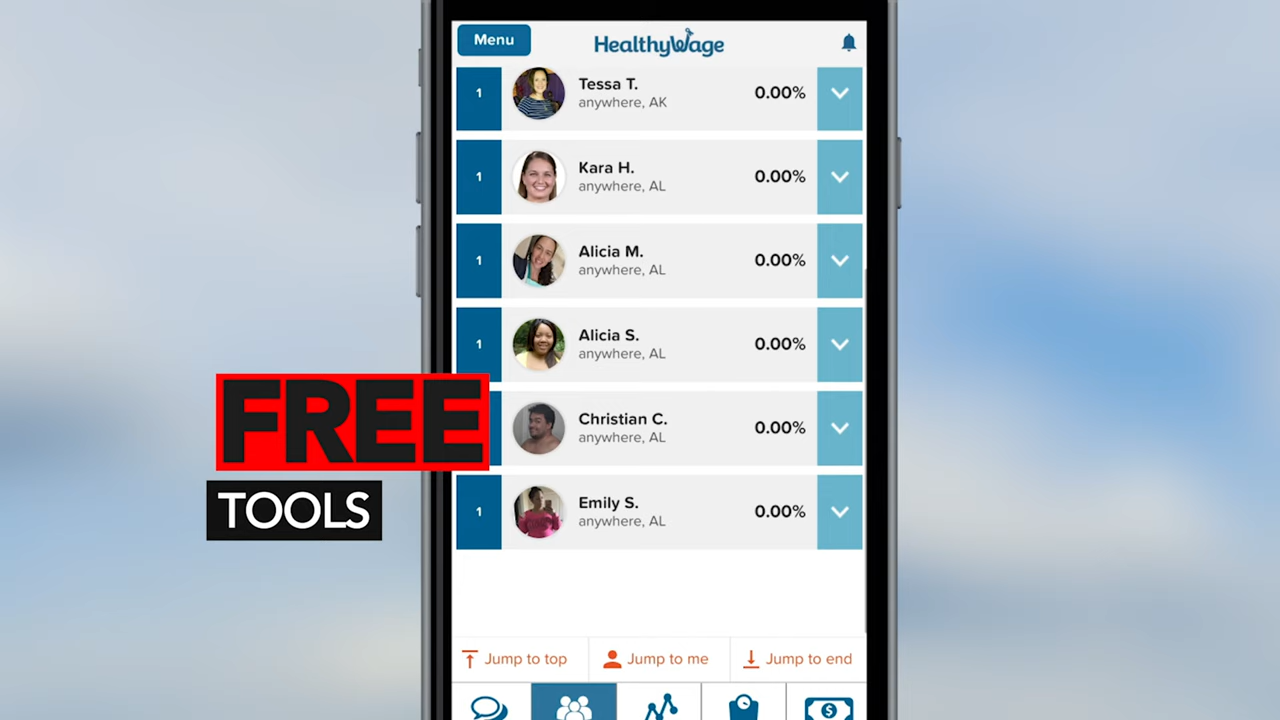 Menu
HealthyWage
1
Tessa T.
anywhere, AK
0.00%
1
Kara H.
anywhere, AL
0.00%
1
Alicia M.
anywhere, AL
0.00%
1
Alicia S.
anywhere, AL
0.00%
Christian C.
anywhere, AL
0.00%
1
Emily S.
anywhere, AL
0.00%
FREE
TOOLS
Jump to top
Jump to me
Jump to end
$